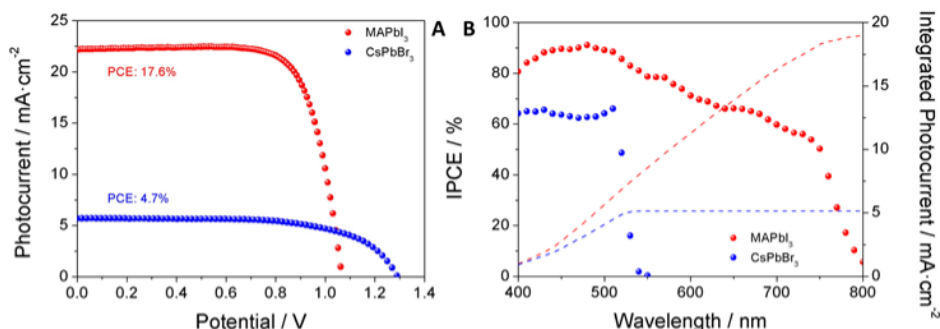 A
Photocurrent / mA·cm⁻²
25
20
15
10
5
0
MAPbI₃
CsPbBr₃
PCE: 17.6%
PCE: 4.7%
0.0 0.2 0.4 0.6 0.8 1.0 1.2 1.4
Potential / V
B
IPCE / %
100
80
60
40
20
0
MAPbI₃
CsPbBr₃
400 500 600 700 800
Wavelength / nm
20
15
10
5
0
Integrated Photocurrent / mA·cm⁻²